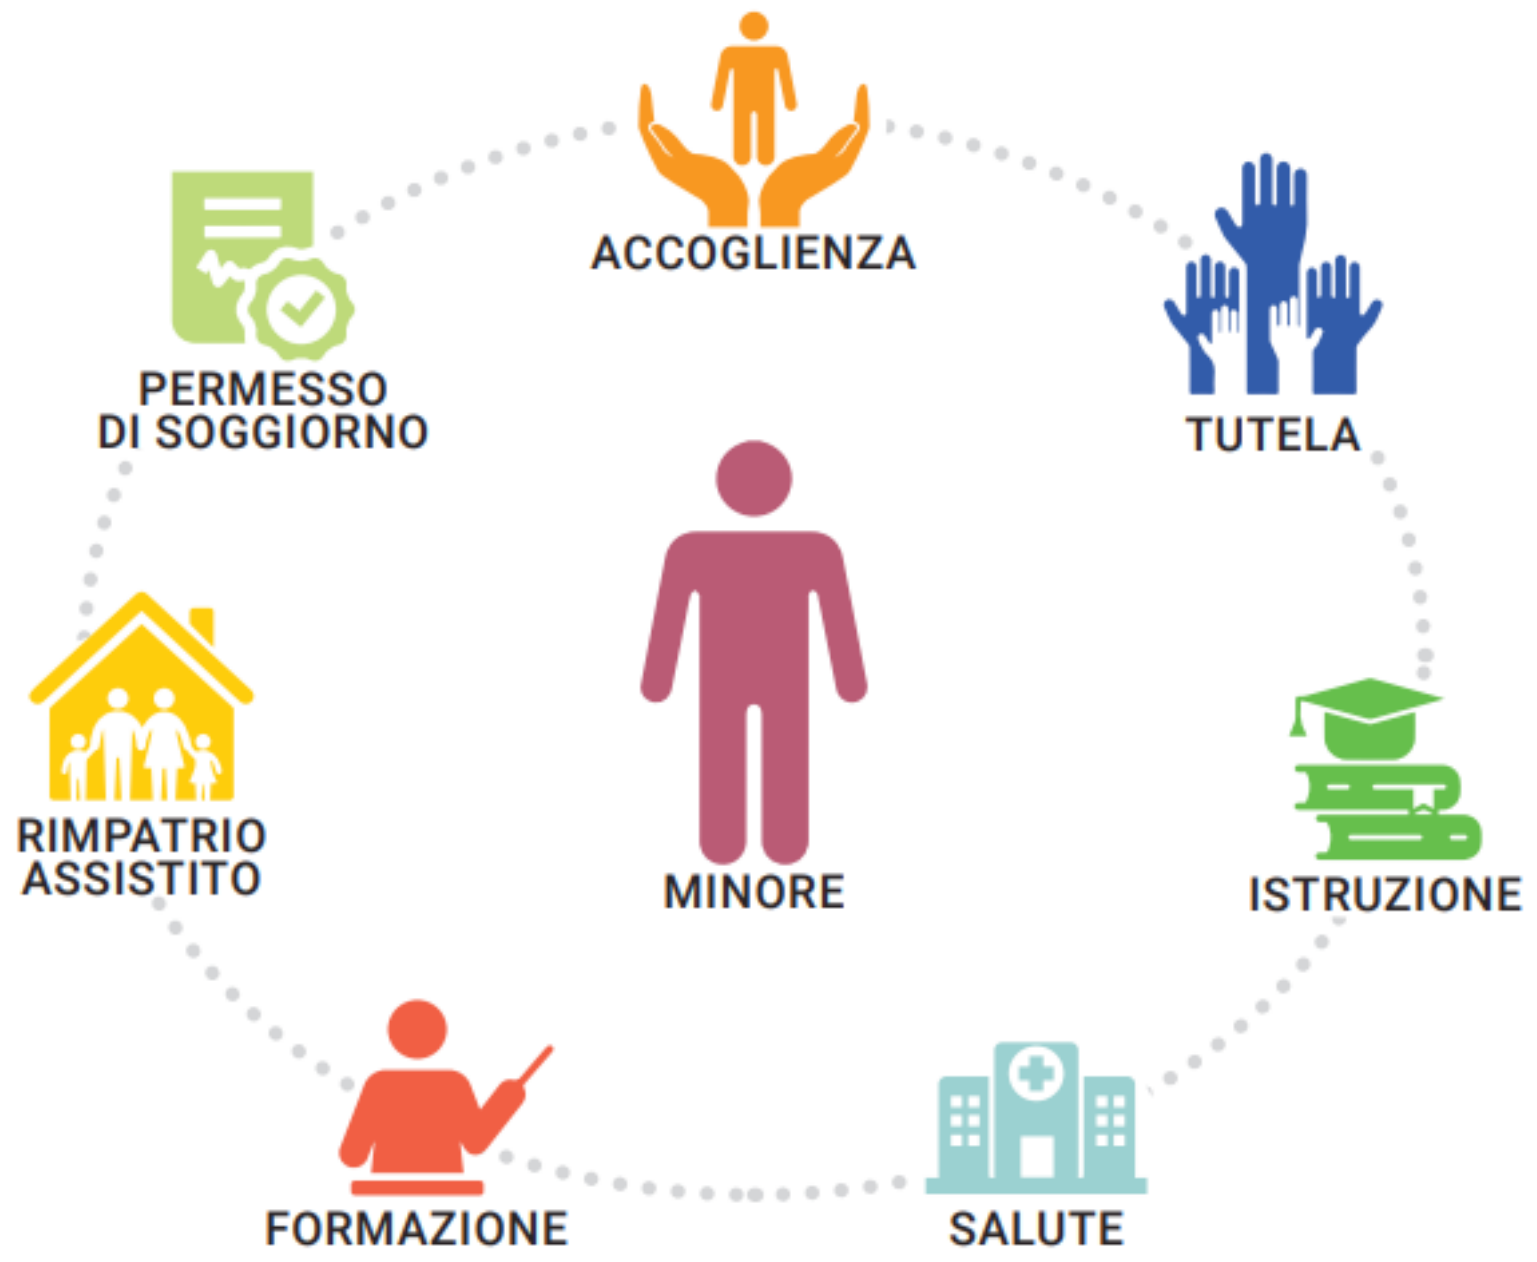 ACCOGLIENZA
PERMESSO
DI SOGGIORNO
TUTELA
RIMPATRIO
ASSISTITO
MINORE
ISTRUZIONE
FORMAZIONE
SALUTE